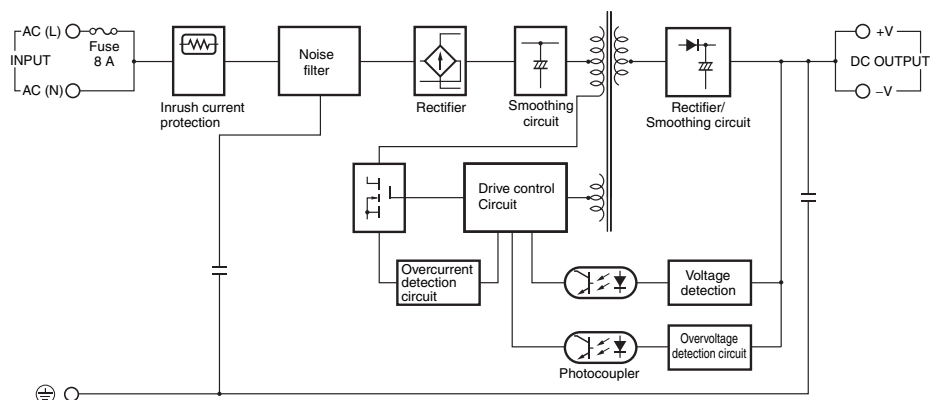 AC (L)
Fuse
8 A
INPUT
AC (N)
Inrush current
protection
Noise
filter
Rectifier
Smoothing
circuit
Rectifier/
Smoothing circuit
+V
DC OUTPUT
−V
Drive control
Circuit
Overcurrent
detection
circuit
Voltage
detection
Overvoltage
detection circuit
Photocoupler